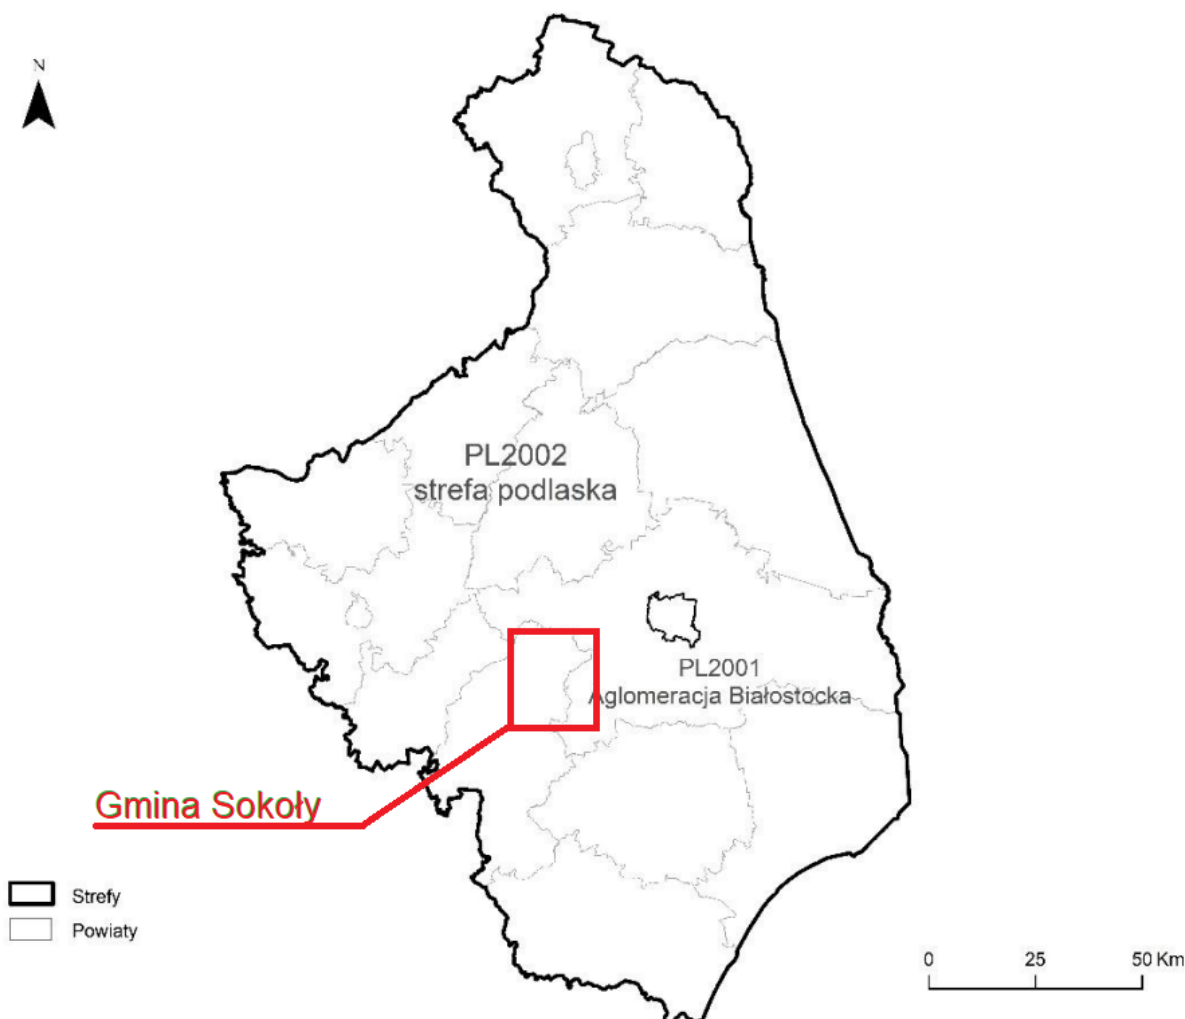 N
PL2002
strefa podlaska
PL2001
Aglomeracja Białostocka
Gmina Sokoły
Strefy
Powiaty
0 25 50 Km